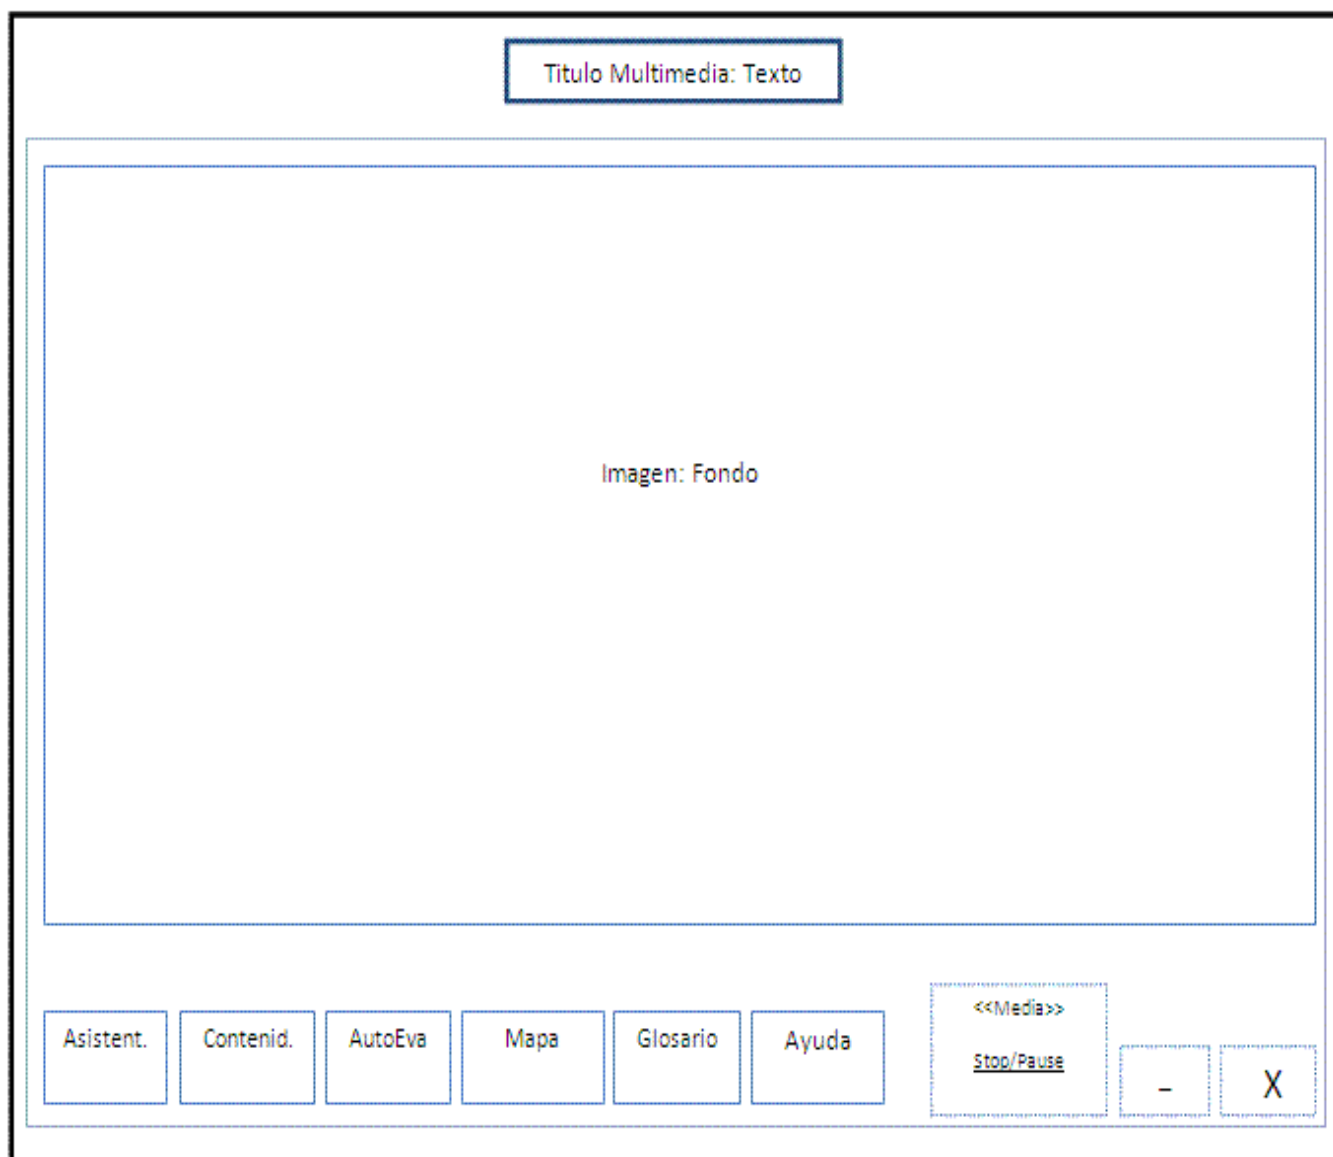 Titulo Multimedia: Texto
Imagen: Fondo
Asistent.
Contenid.
AutoEva
Mapa
Glosario
Ayuda
<<Media>>
Stop/Pause
–
X